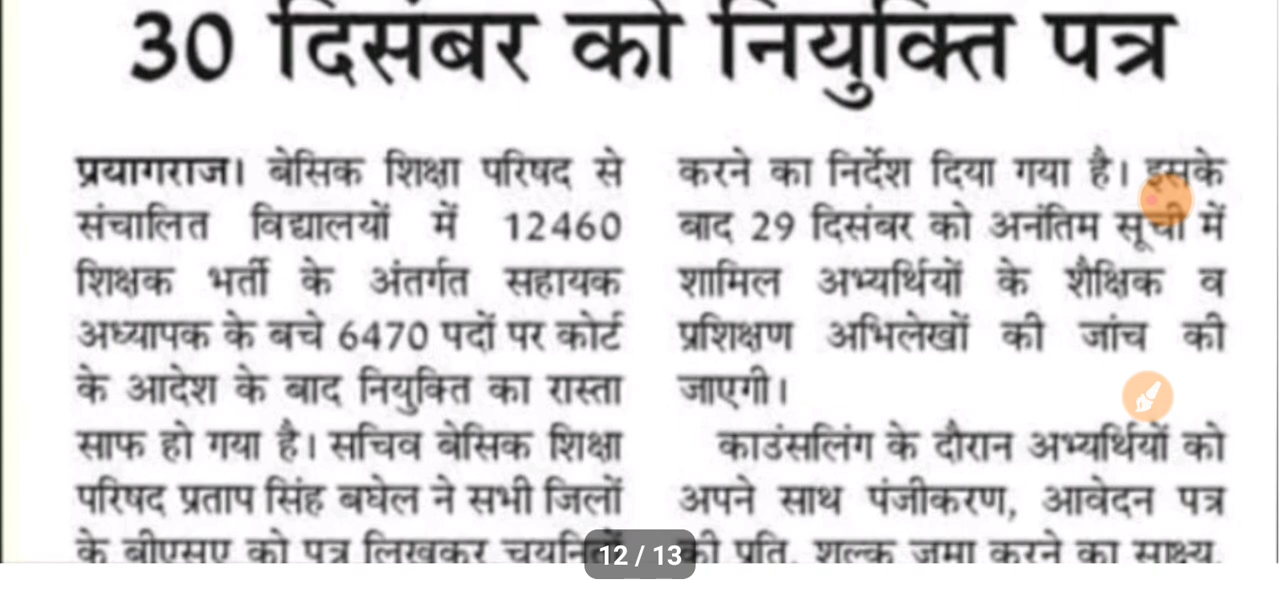 30 दिसंबर को नियुक्ति पत्र
प्रयागराज। बेसिक शिक्षा परिषद से
संचालित विद्यालयों में 12460
शिक्षक भर्ती के अंतर्गत सहायक
अध्यापक के बचे 6470 पदों पर कोर्ट
के आदेश के बाद नियुक्ति का रास्ता
साफ हो गया है। सचिव बेसिक शिक्षा
परिषद प्रताप सिंह बघेल ने सभी जिलों
के बीएसए को पत्र लिखकर
करने का निर्देश दिया गया है। इसके
बाद 29 दिसंबर को अनंतिम सूची में
शामिल अभ्यर्थियों के शैक्षिक व
प्रशिक्षण अभिलेखों की जांच की
जाएगी।
काउंसलिंग के दौरान अभ्यर्थियों को
अपने साथ पंजीकरण, आवेदन पत्र
की प्रति, शुल्क जमा करने का साक्ष्य,
12 / 13